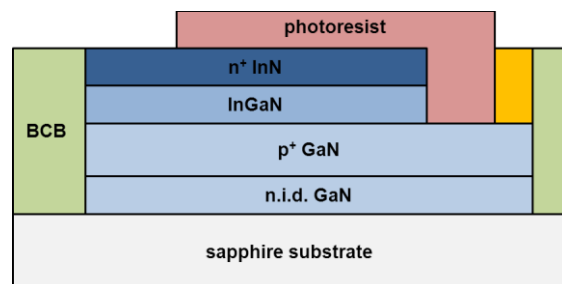 photoresist
n+ InN
InGaN
BCB
p+ GaN
n.i.d. GaN
sapphire substrate